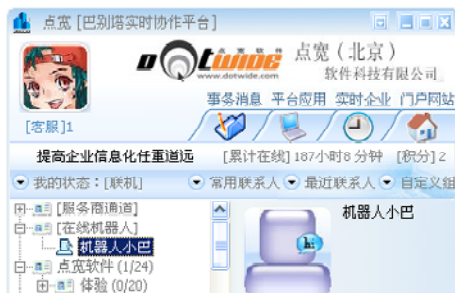 点宽 [巴别塔实时协作平台]
dotwide 点宽软件
www.dotwide.com
点宽（北京）
软件科技有限公司
事务消息 平台应用 实时企业 门户网站
[客服]1
提高企业信息化任重道远 [累计在线] 187小时8 分钟 [积分] 2
我的状态：[联机] 常用联系人 最近联系人 自定义组
[服务商通道]
[在线机器人]
机器人小巴
点宽软件 (1/24)
体验 (0/20)
机器人小巴
hi